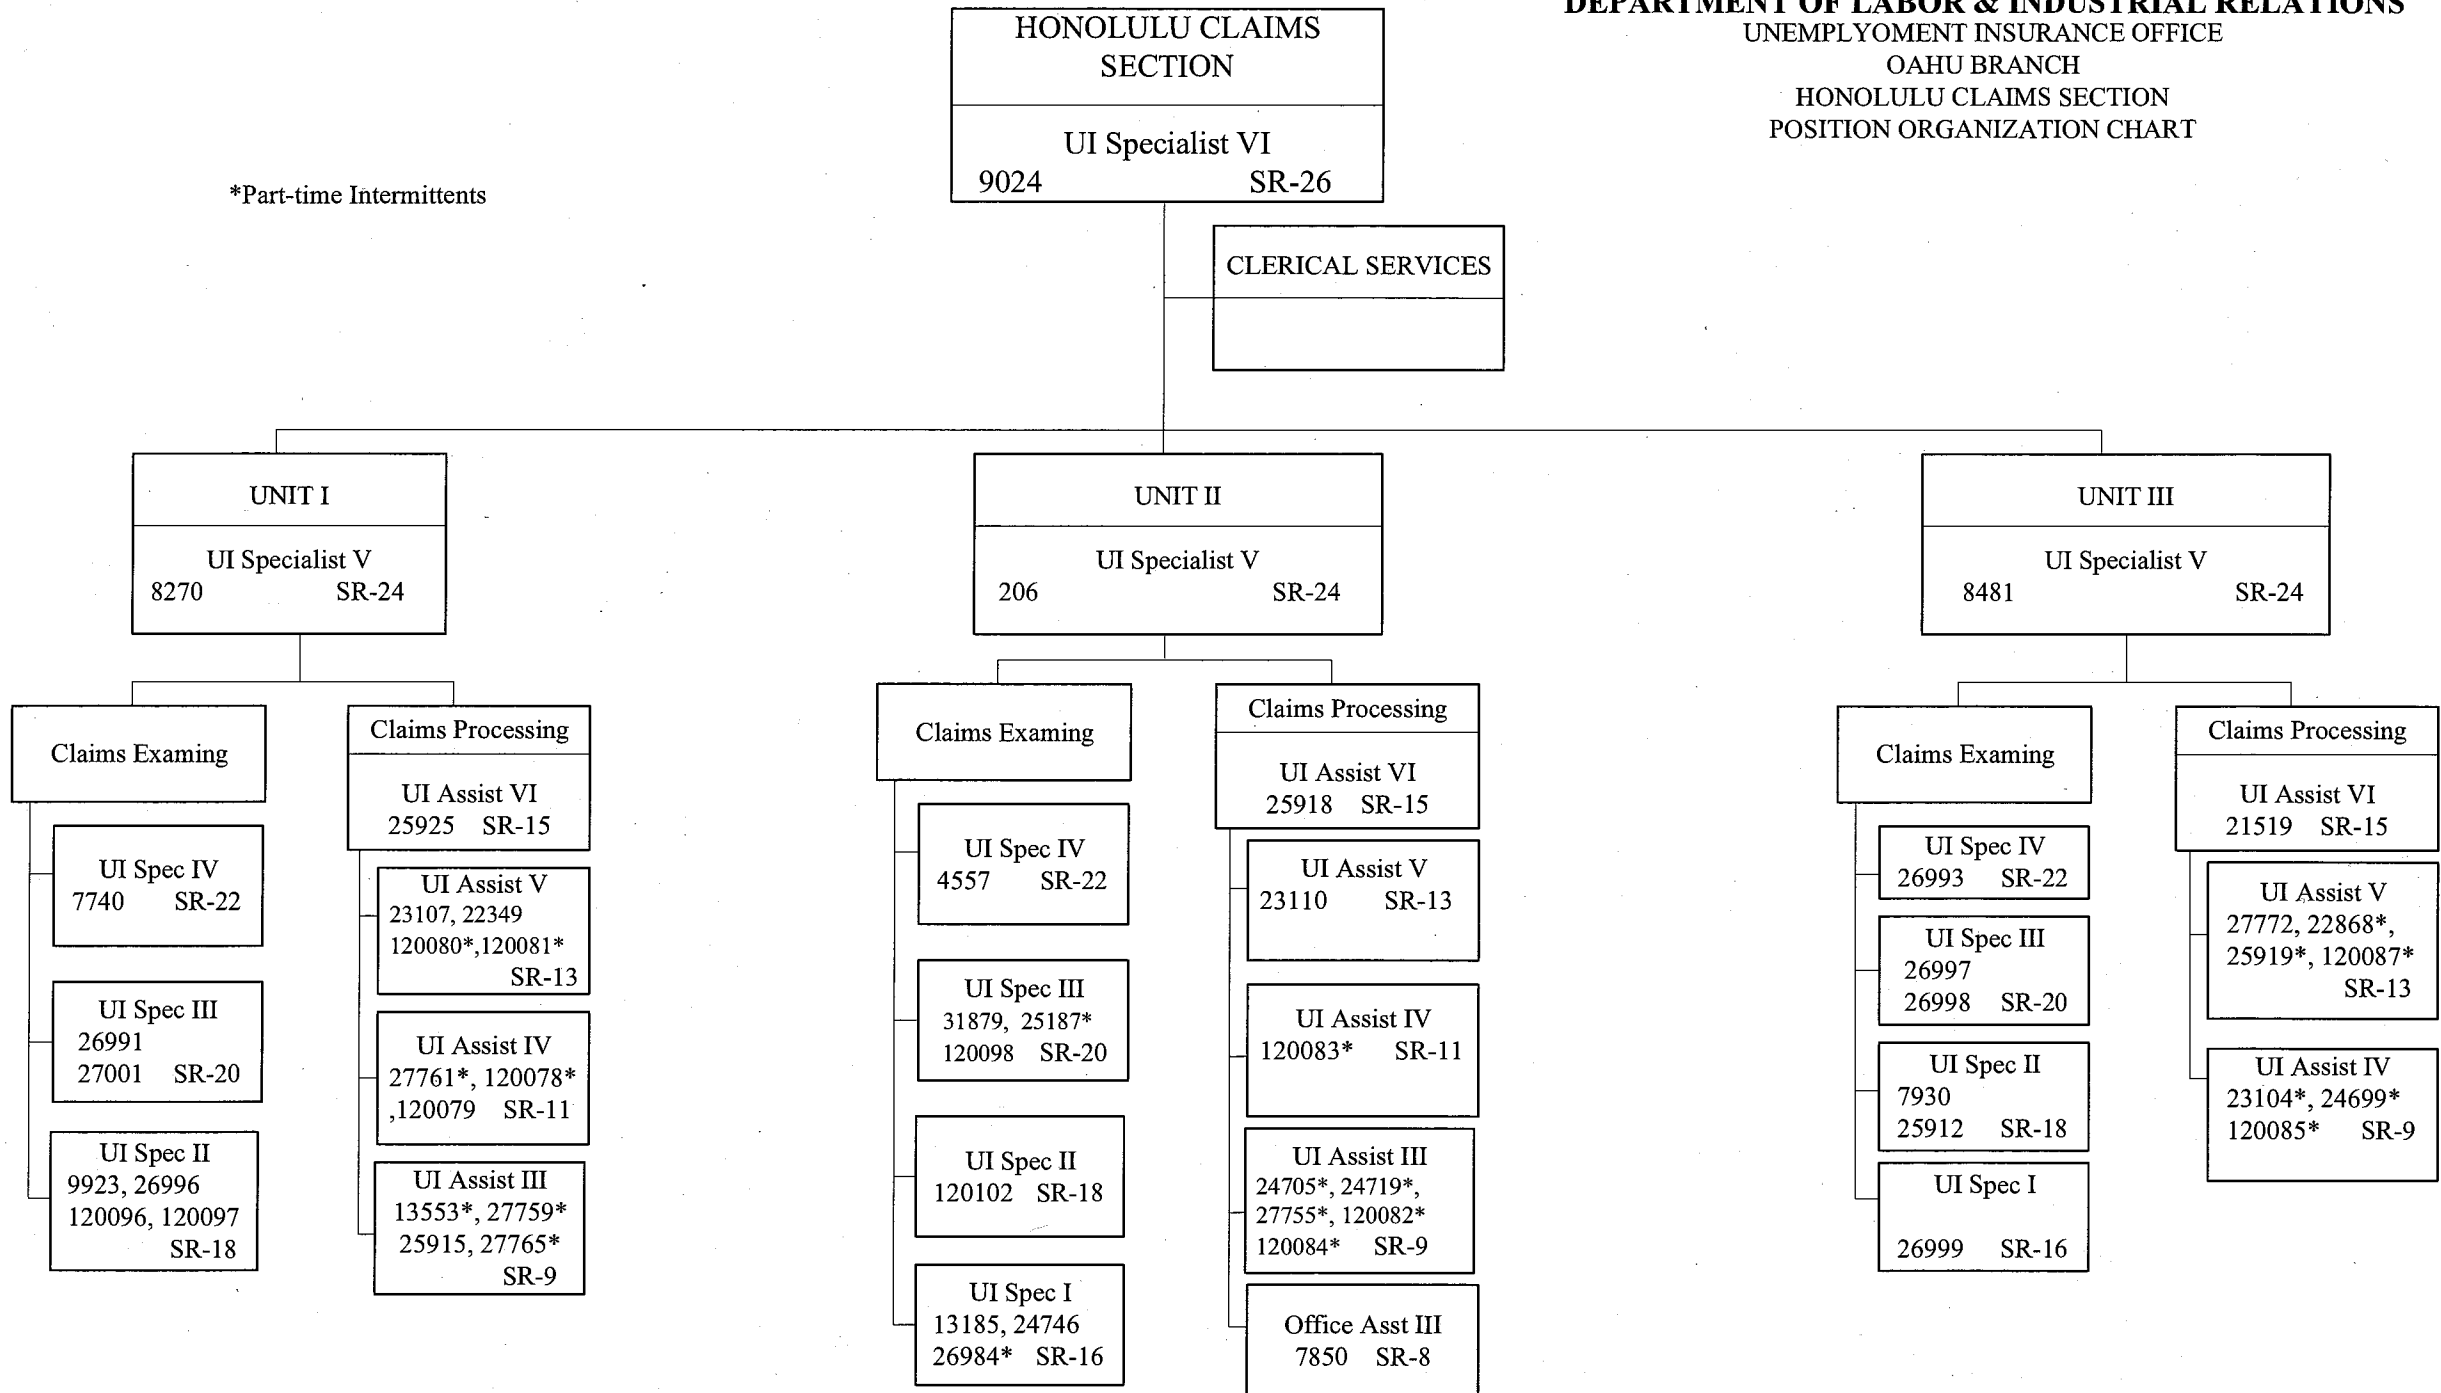 DEPARTMENT OF LABOR & INDUSTRIAL RELATIONS
UNEMPLYOMENT INSURANCE OFFICE
OAHU BRANCH
HONOLULU CLAIMS SECTION
POSITION ORGANIZATION CHART
HONOLULU CLAIMS
SECTION
UI Specialist VI
9024 SR-26
*Part-time Intermittents
CLERICAL SERVICES
UNIT I
UI Specialist V
8270 SR-24
UNIT II
UI Specialist V
206 SR-24
UNIT III
UI Specialist V
8481 SR-24
Claims Examing
UI Spec IV
7740 SR-22
UI Spec III
26991
27001 SR-20
UI Spec II
9923, 26996
120096, 120097
SR-18
Claims Processing
UI Assist VI
25925 SR-15
UI Assist V
23107, 22349
120080*,120081*
SR-13
UI Assist IV
27761*, 120078*
,120079 SR-11
UI Assist III
13553*, 27759*
25915, 27765*
SR-9
Claims Examing
UI Spec IV
4557 SR-22
UI Spec III
31879, 25187*
120098 SR-20
UI Spec II
120102 SR-18
UI Spec I
13185, 24746
26984* SR-16
Claims Processing
UI Assist VI
25918 SR-15
UI Assist V
23110 SR-13
UI Assist IV
120083* SR-11
UI Assist III
24705*, 24719*,
27755*, 120082*
120084* SR-9
Office Asst III
7850 SR-8
Claims Examing
UI Spec IV
26993 SR-22
UI Spec III
26997
26998 SR-20
UI Spec II
7930
25912 SR-18
UI Spec I
26999 SR-16
Claims Processing
UI Assist VI
21519 SR-15
UI Assist V
27772, 22868*,
25919*, 120087*
SR-13
UI Assist IV
23104*, 24699*
120085* SR-9